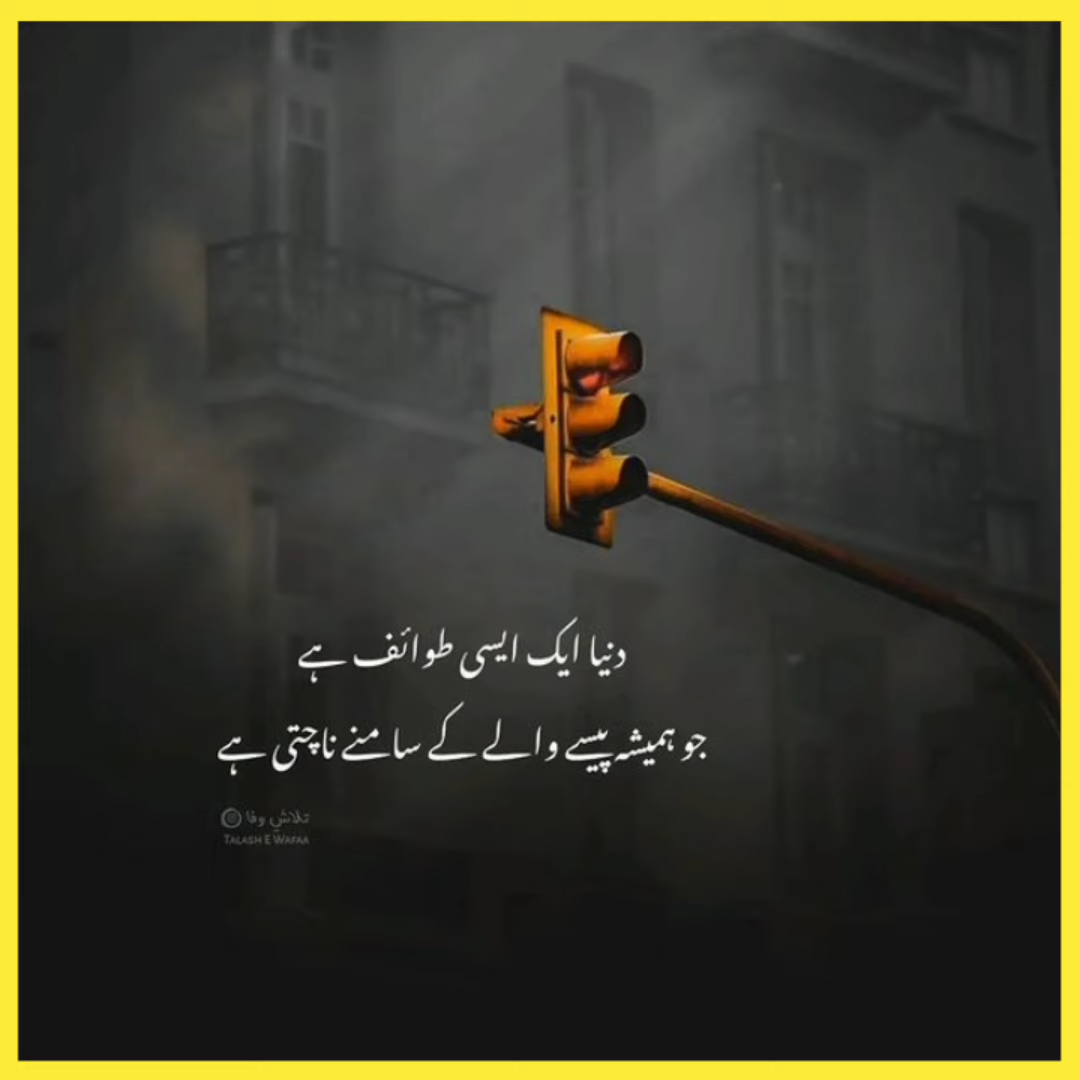 دنیا ایک ایسی طوائف ہے
جو ہمیشہ پیسے والے کے سامنے ناچتی ہے
تلاشِ وفا
TALASH E WAFAA